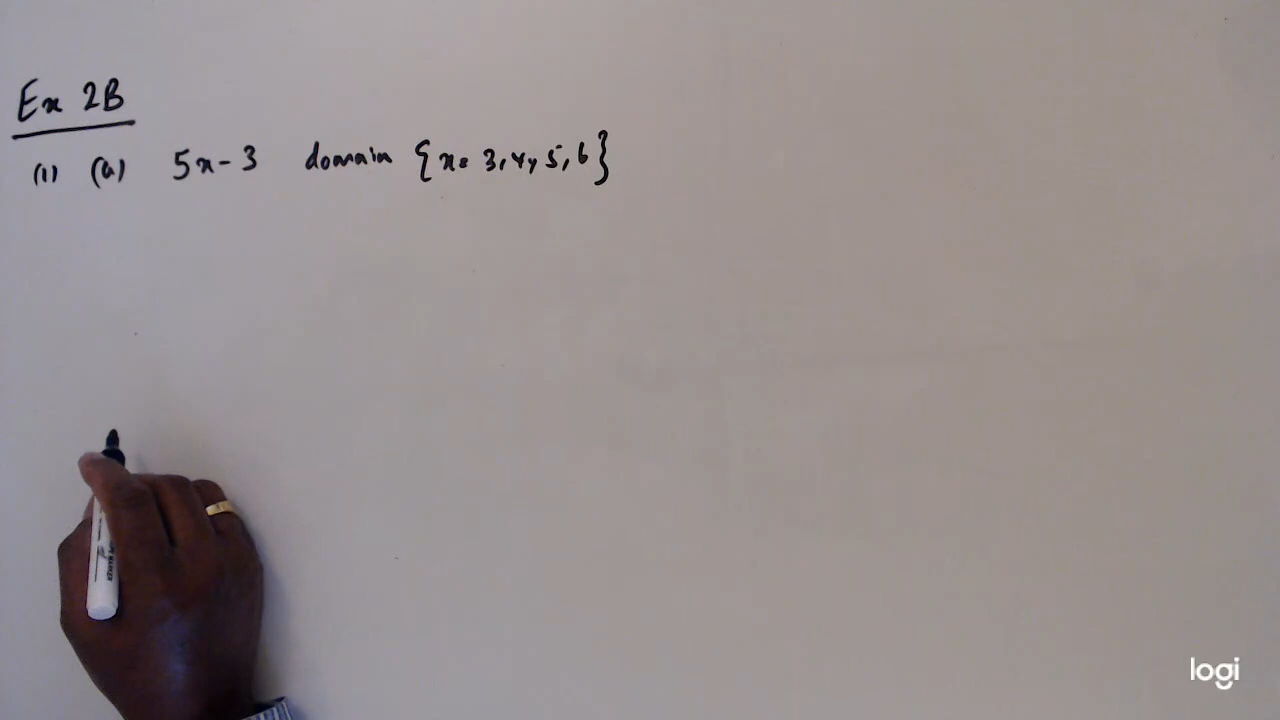 Ex 2B
(1) (a) 5x - 3 domain {x = 3, 4, 5, 6}
logi